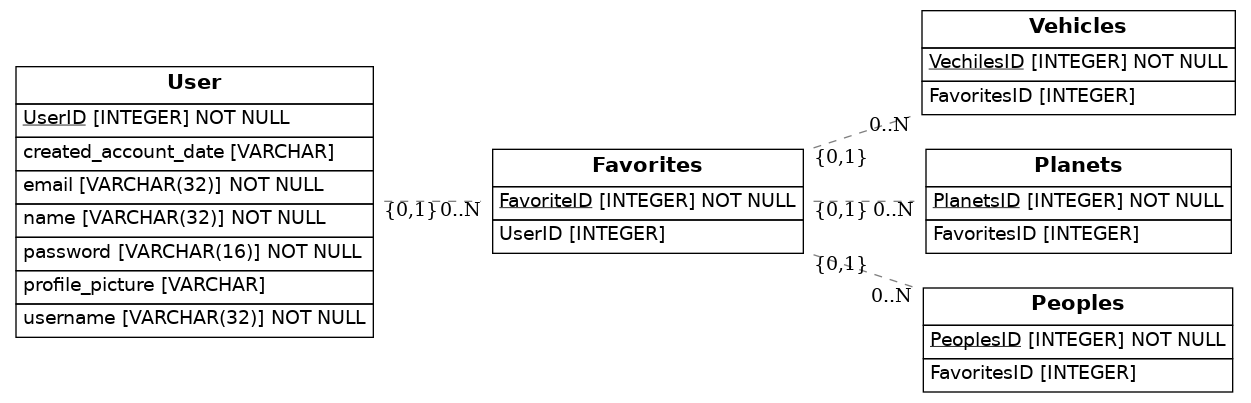 User
UserID [INTEGER] NOT NULL
created_account_date [VARCHAR]
email [VARCHAR(32)] NOT NULL
name [VARCHAR(32)] NOT NULL
password [VARCHAR(16)] NOT NULL
profile_picture [VARCHAR]
username [VARCHAR(32)] NOT NULL
{0,1}
0..N
Favorites
FavoriteID [INTEGER] NOT NULL
UserID [INTEGER]
{0,1}
0..N
Vehicles
VechilesID [INTEGER] NOT NULL
FavoritesID [INTEGER]
{0,1}
0..N
Planets
PlanetsID [INTEGER] NOT NULL
FavoritesID [INTEGER]
{0,1}
0..N
Peoples
PeoplesID [INTEGER] NOT NULL
FavoritesID [INTEGER]